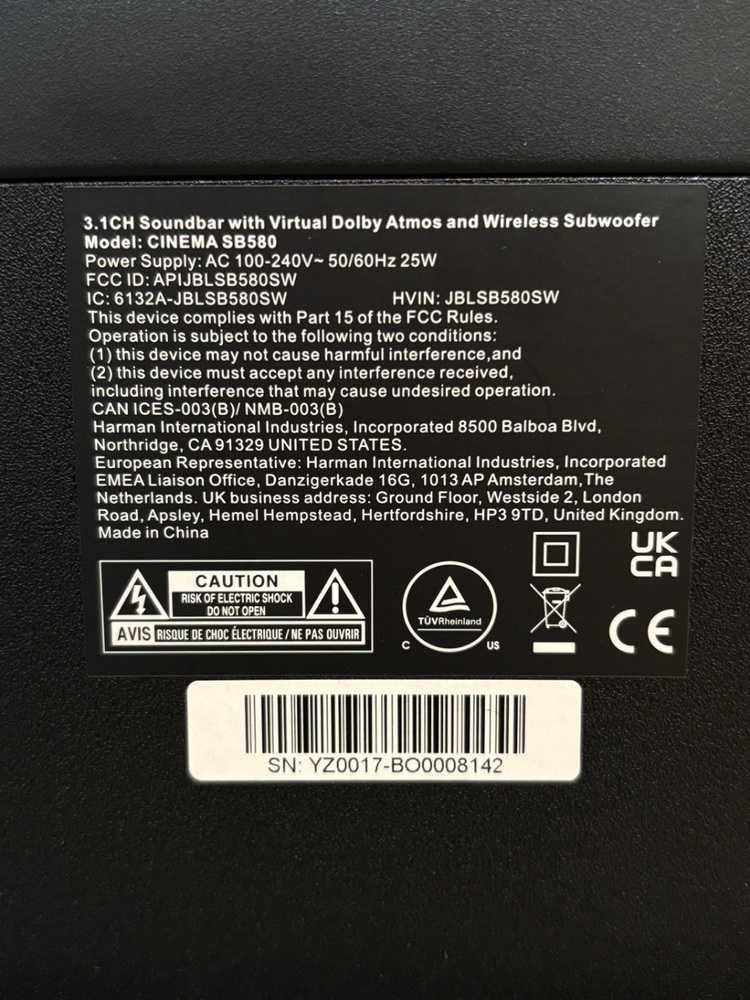 3.1CH Soundbar with Virtual Dolby Atmos and Wireless Subwoofer
Model: CINEMA SB580
Power Supply: AC 100-240V~ 50/60Hz 25W
FCC ID: APIJBLSB580SW
IC: 6132A-JBLSB580SW HVIN: JBLSB580SW
This device complies with Part 15 of the FCC Rules.
Operation is subject to the following two conditions:
(1) this device may not cause harmful interference,and
(2) this device must accept any interference received,
including interference that may cause undesired operation.
CAN ICES-003(B)/ NMB-003(B)
Harman International Industries, Incorporated 8500 Balboa Blvd,
Northridge, CA 91329 UNITED STATES.
European Representative: Harman International Industries, Incorporated
EMEA Liaison Office, Danzigerkade 16G, 1013 AP Amsterdam,The
Netherlands. UK business address: Ground Floor, Westside 2, London
Road, Apsley, Hemel Hempstead, Hertfordshire, HP3 9TD, United Kingdom.
Made in China
CAUTION
RISK OF ELECTRIC SHOCK
DO NOT OPEN
AVIS RISQUE DE CHOC ÉLECTRIQUE / NE PAS OUVRIR
TÜVRheinland
C US
UK
CA
CE
SN: YZ0017-BO0008142